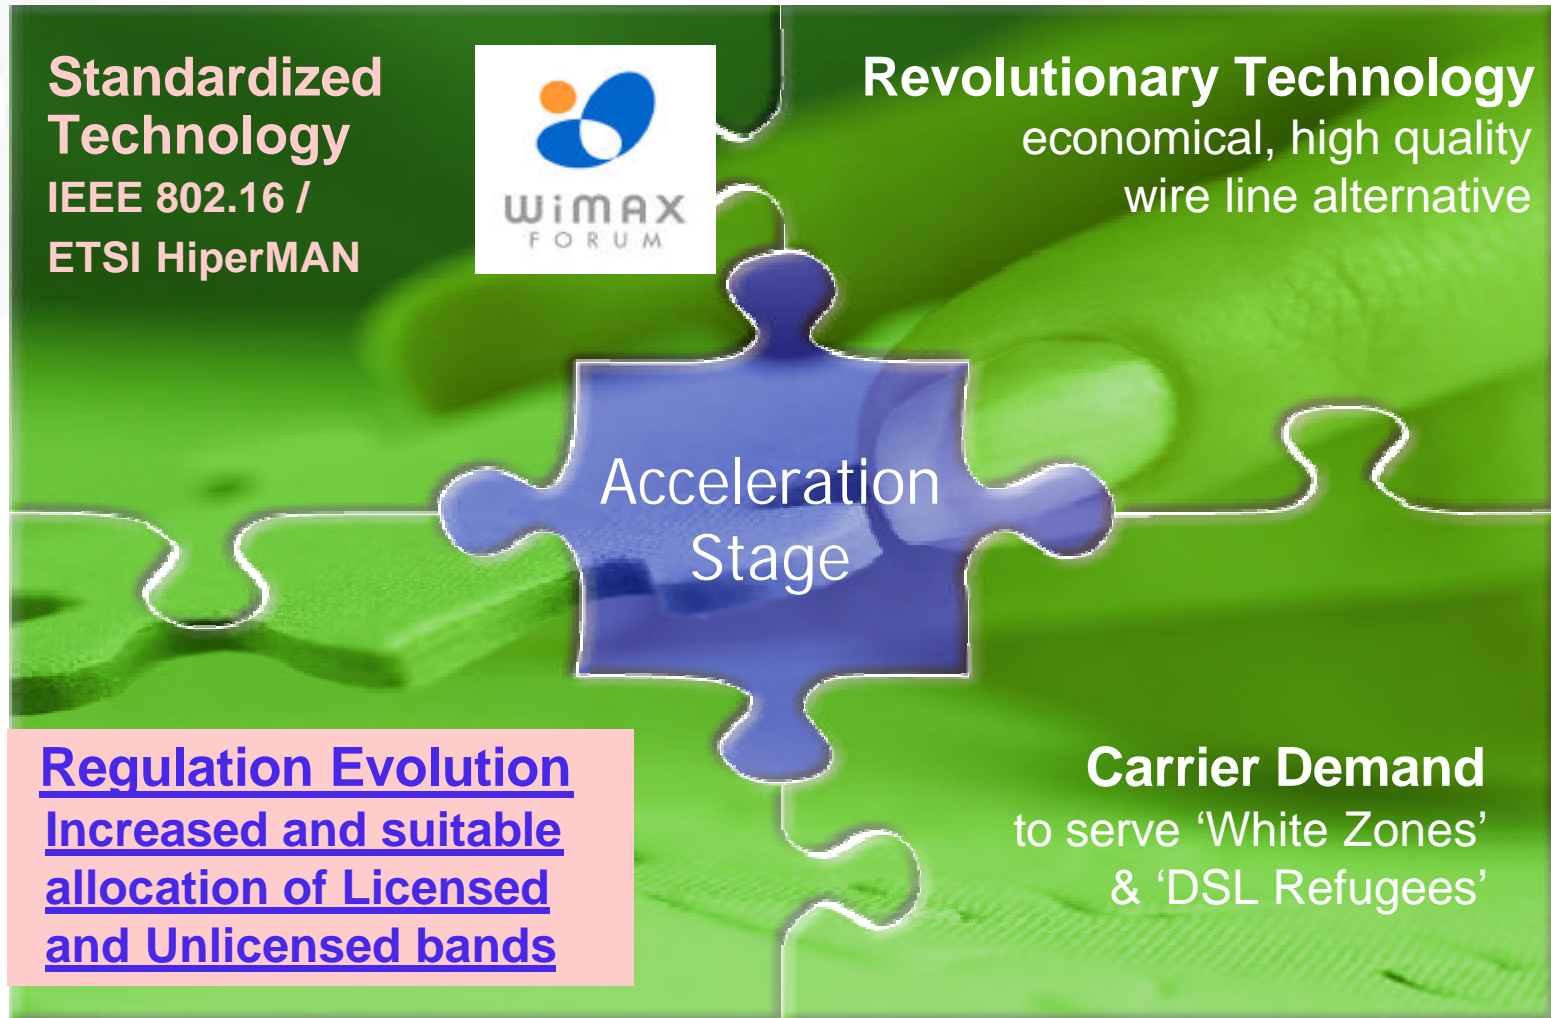 Standardized
Technology
IEEE 802.16 /
ETSI HiperMAN
WiMAX
FORUM
Revolutionary Technology
economical, high quality
wire line alternative
Acceleration
Stage
Regulation Evolution
Increased and suitable
allocation of Licensed
and Unlicensed bands
Carrier Demand
to serve ‘White Zones’
& ‘DSL Refugees’